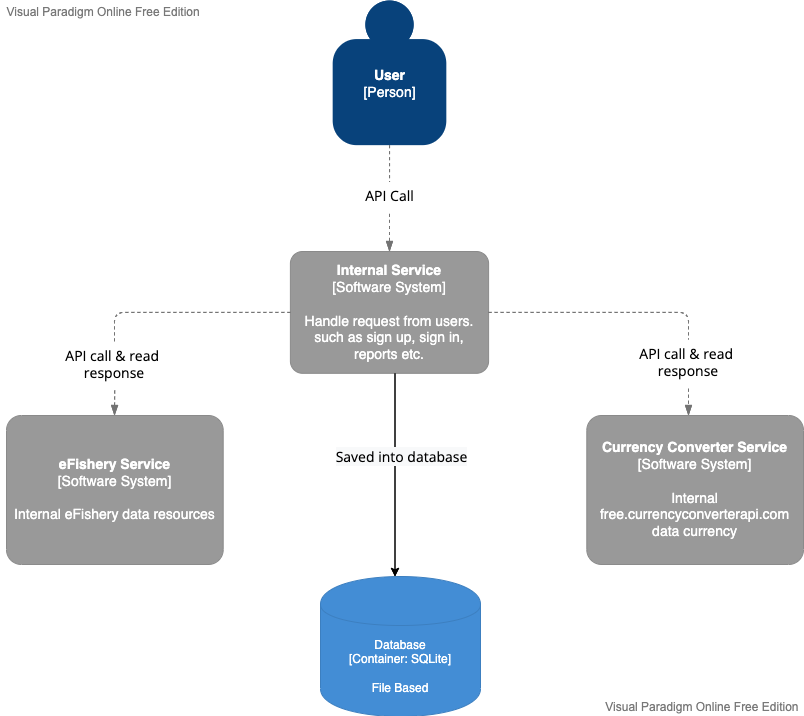 Visual Paradigm Online Free Edition
User
[Person]
API Call
Internal Service
[Software System]
Handle request from users.
such as sign up, sign in,
reports etc.
API call & read
response
API call & read
response
eFishery Service
[Software System]
Internal eFishery data resources
Saved into database
Currency Converter Service
[Software System]
Internal
free.currencyconverterapi.com
data currency
Database
[Container: SQLite]
File Based
Visual Paradigm Online Free Edition